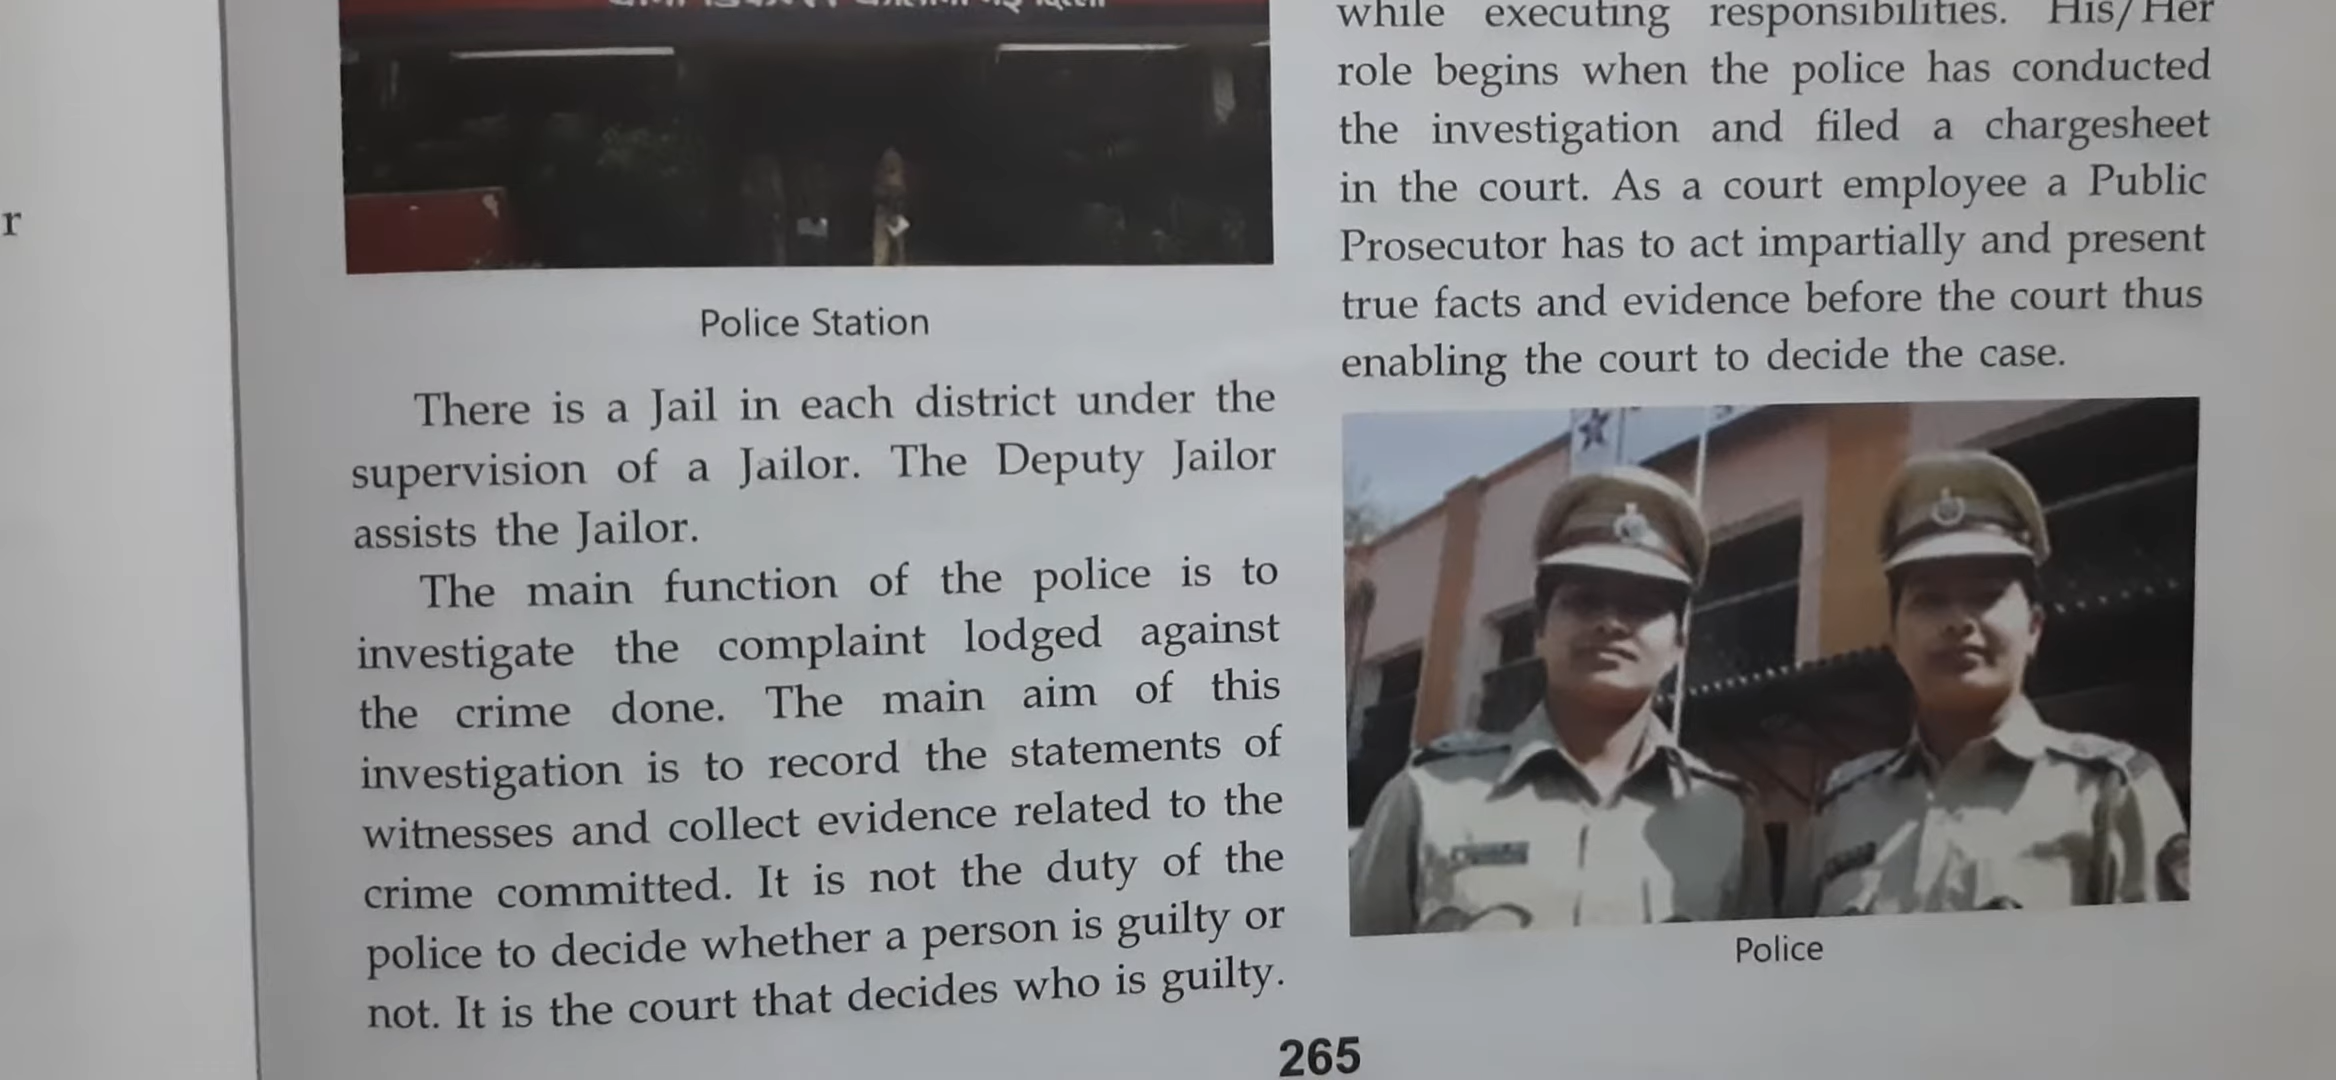 r
Police Station
There is a Jail in each district under the
supervision of a Jailor. The Deputy Jailor
assists the Jailor.
The main function of the police is to
investigate the complaint lodged against
the crime done. The main aim of this
investigation is to record the statements of
witnesses and collect evidence related to the
crime committed. It is not the duty of the
police to decide whether a person is guilty or
not. It is the court that decides who is guilty.
while executing responsibilities. His/Her
role begins when the police has conducted
the investigation and filed a chargesheet
in the court. As a court employee a Public
Prosecutor has to act impartially and present
true facts and evidence before the court thus
enabling the court to decide the case.
Police
265